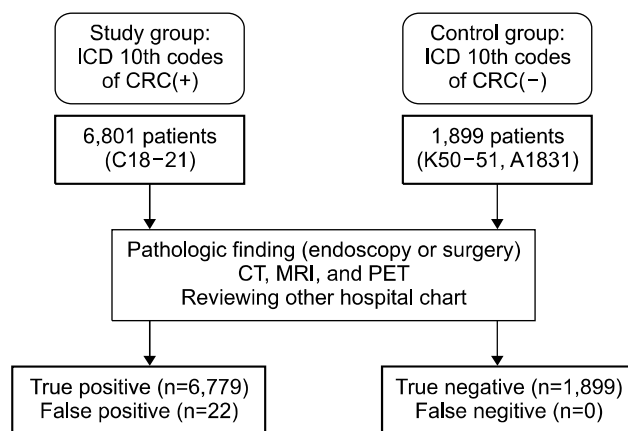 Study group:
ICD 10th codes
of CRC(+)
Control group:
ICD 10th codes
of CRC(−)
6,801 patients
(C18−21)
1,899 patients
(K50−51, A1831)
Pathologic finding (endoscopy or surgery)
CT, MRI, and PET
Reviewing other hospital chart
True positive (n=6,779)
False positive (n=22)
True negative (n=1,899)
False negitive (n=0)